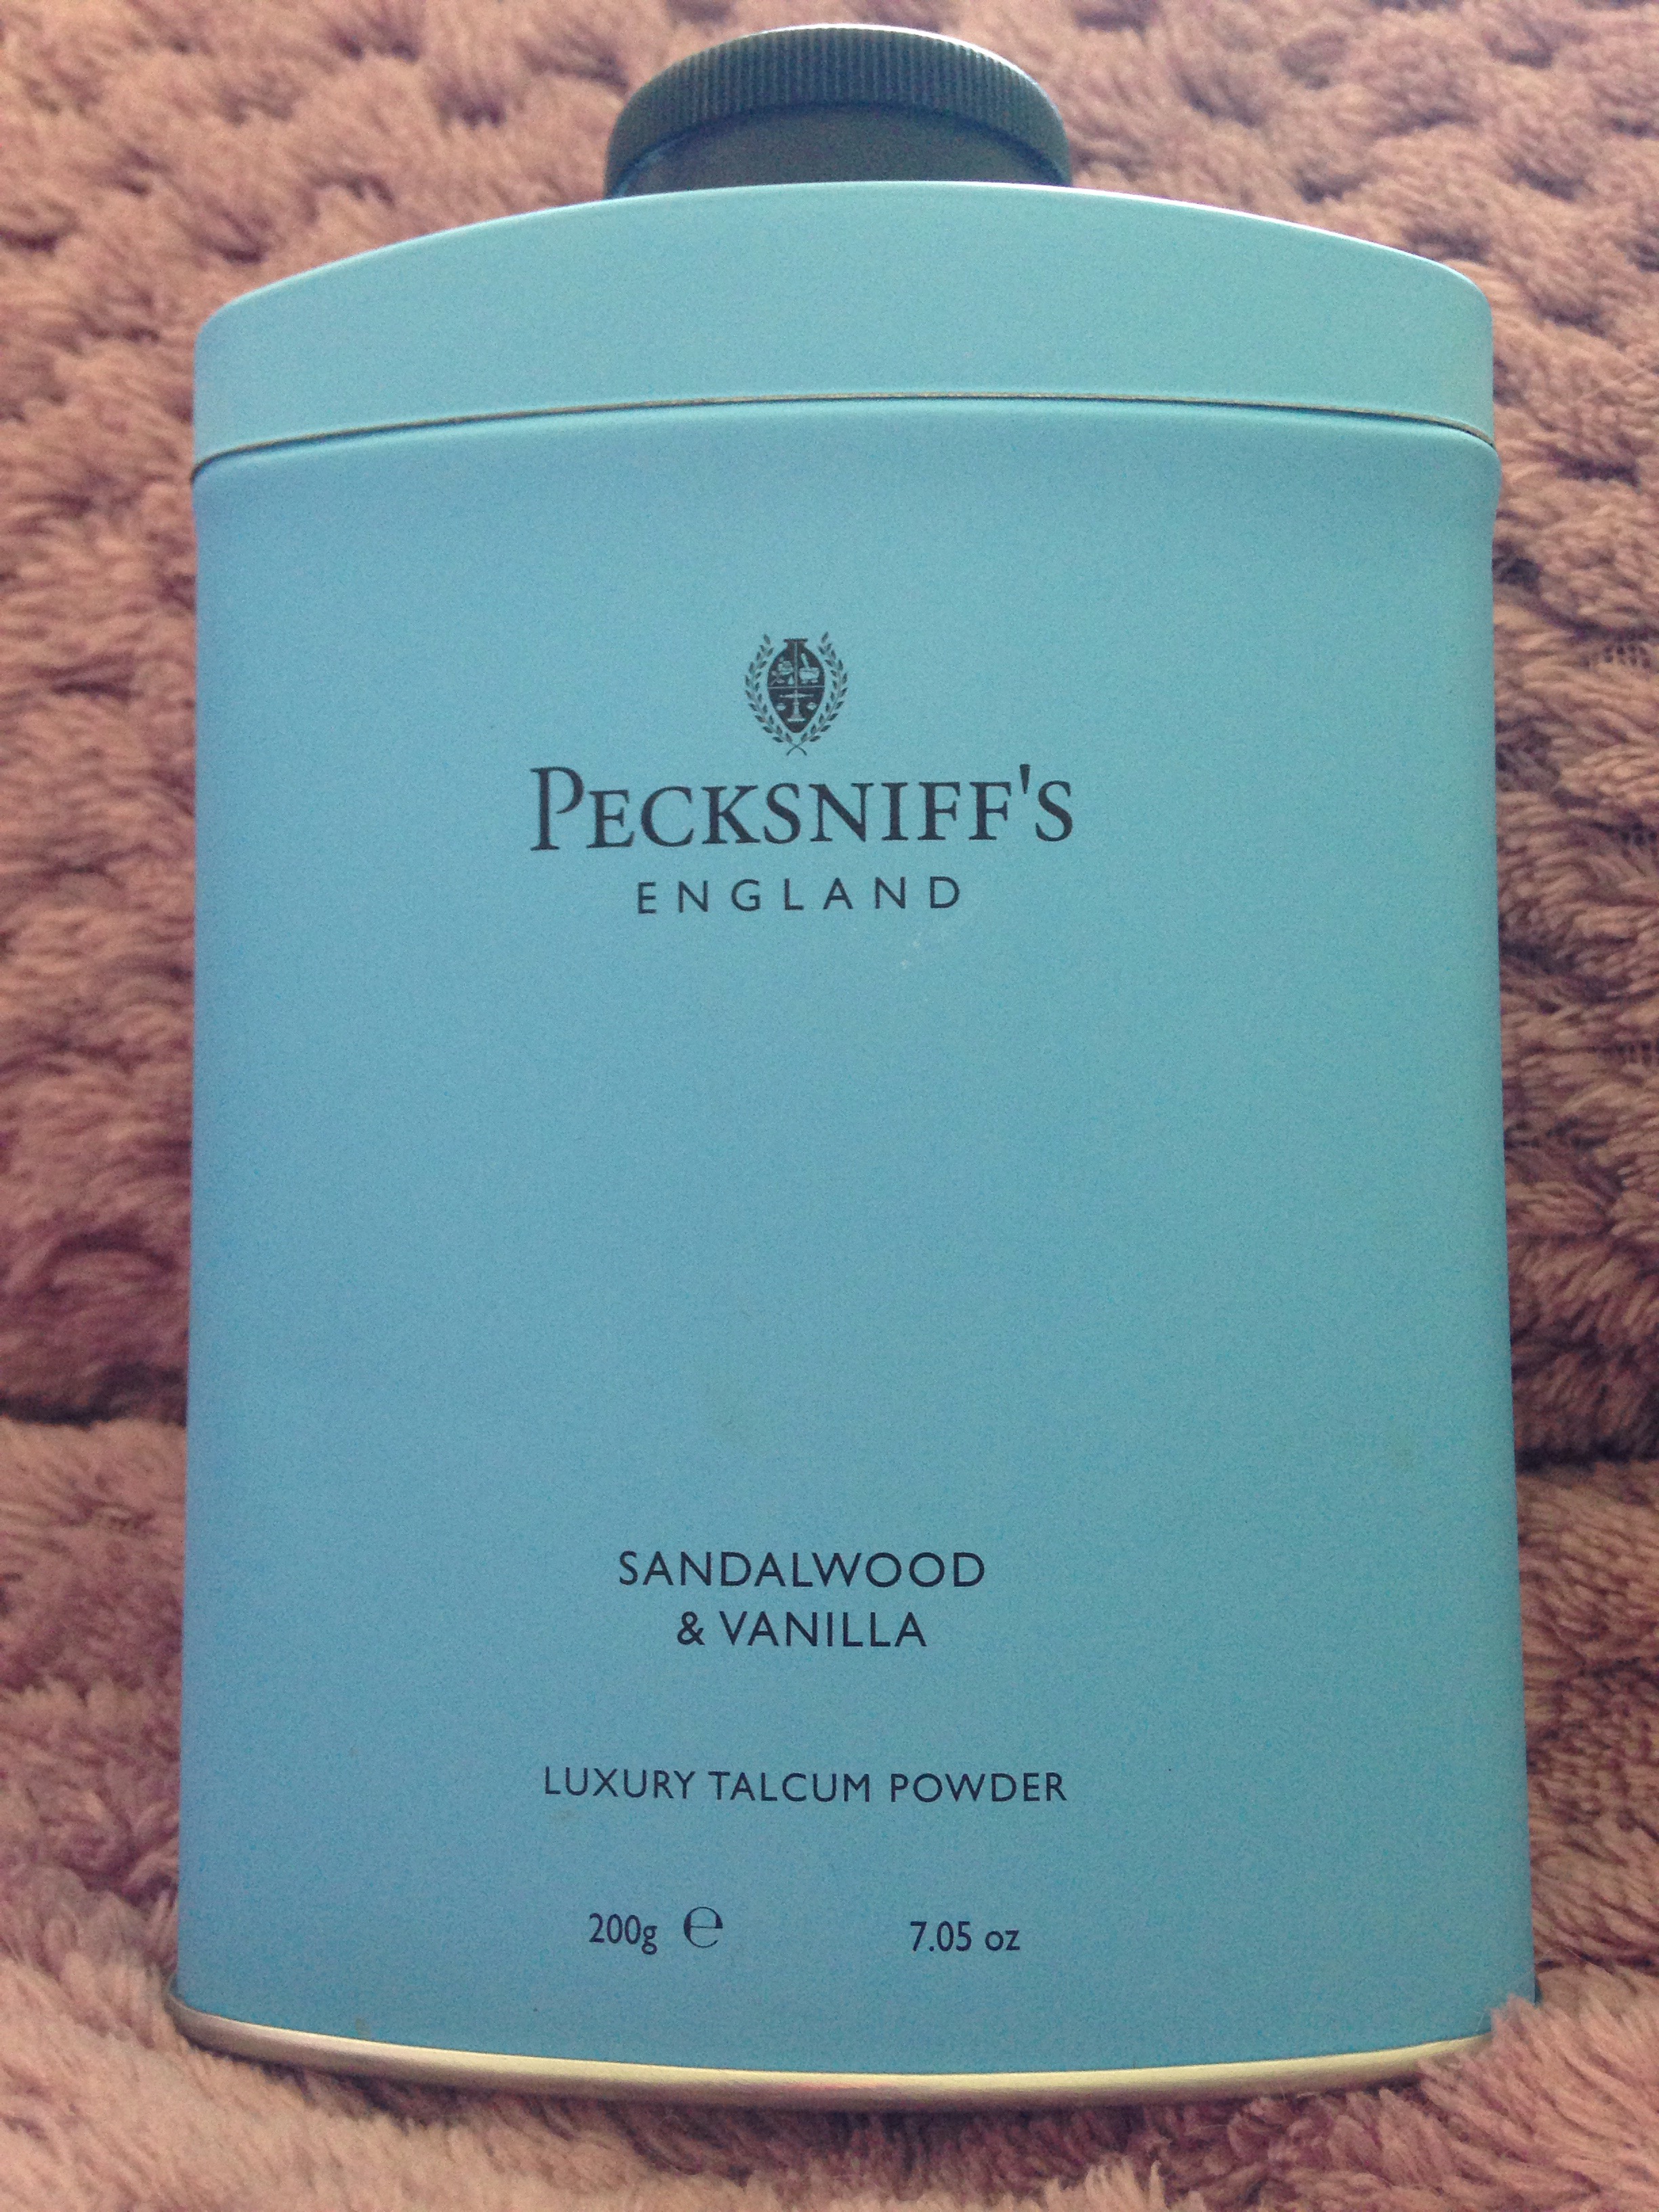 PECKSNIFF'S
ENGLAND
SANDALWOOD
& VANILLA
LUXURY TALCUM POWDER
200g ℮ 7.05 oz